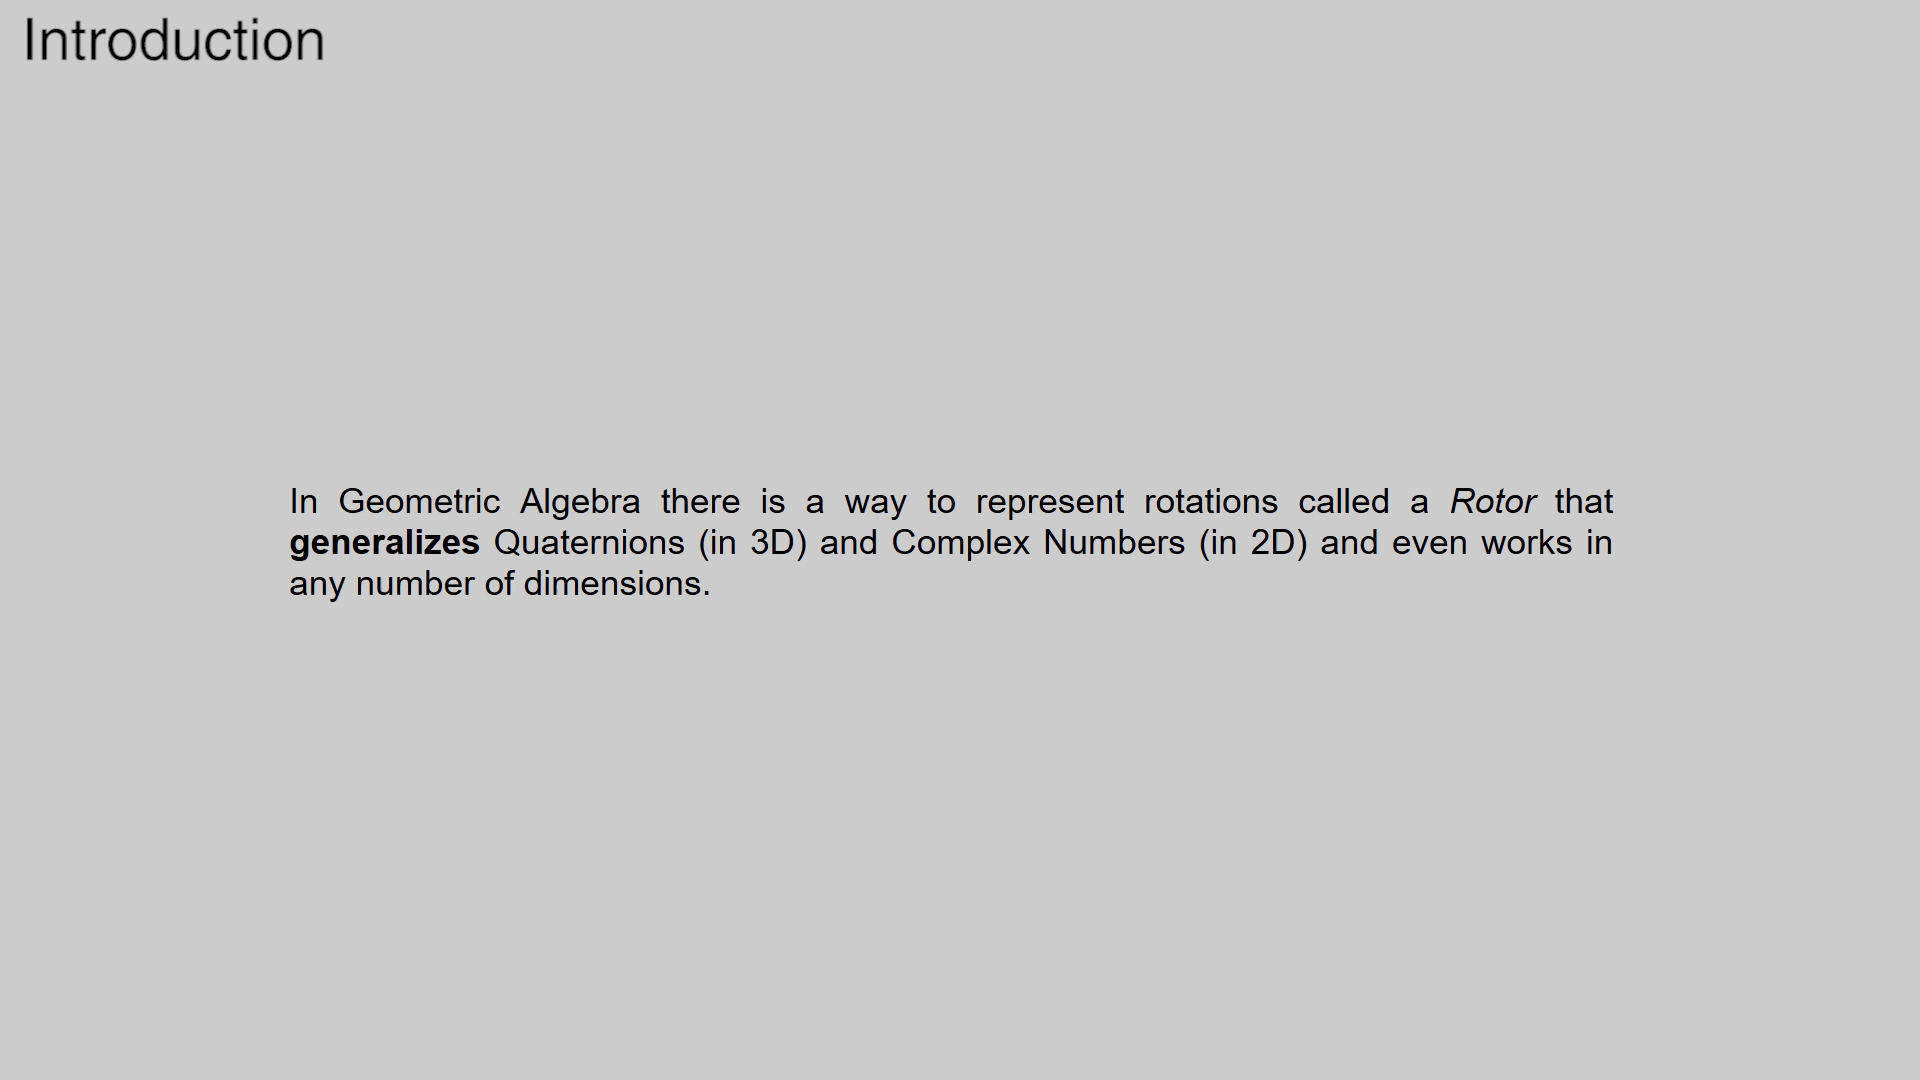 Introduction
In Geometric Algebra there is a way to represent rotations called a Rotor that
generalizes Quaternions (in 3D) and Complex Numbers (in 2D) and even works in
any number of dimensions.